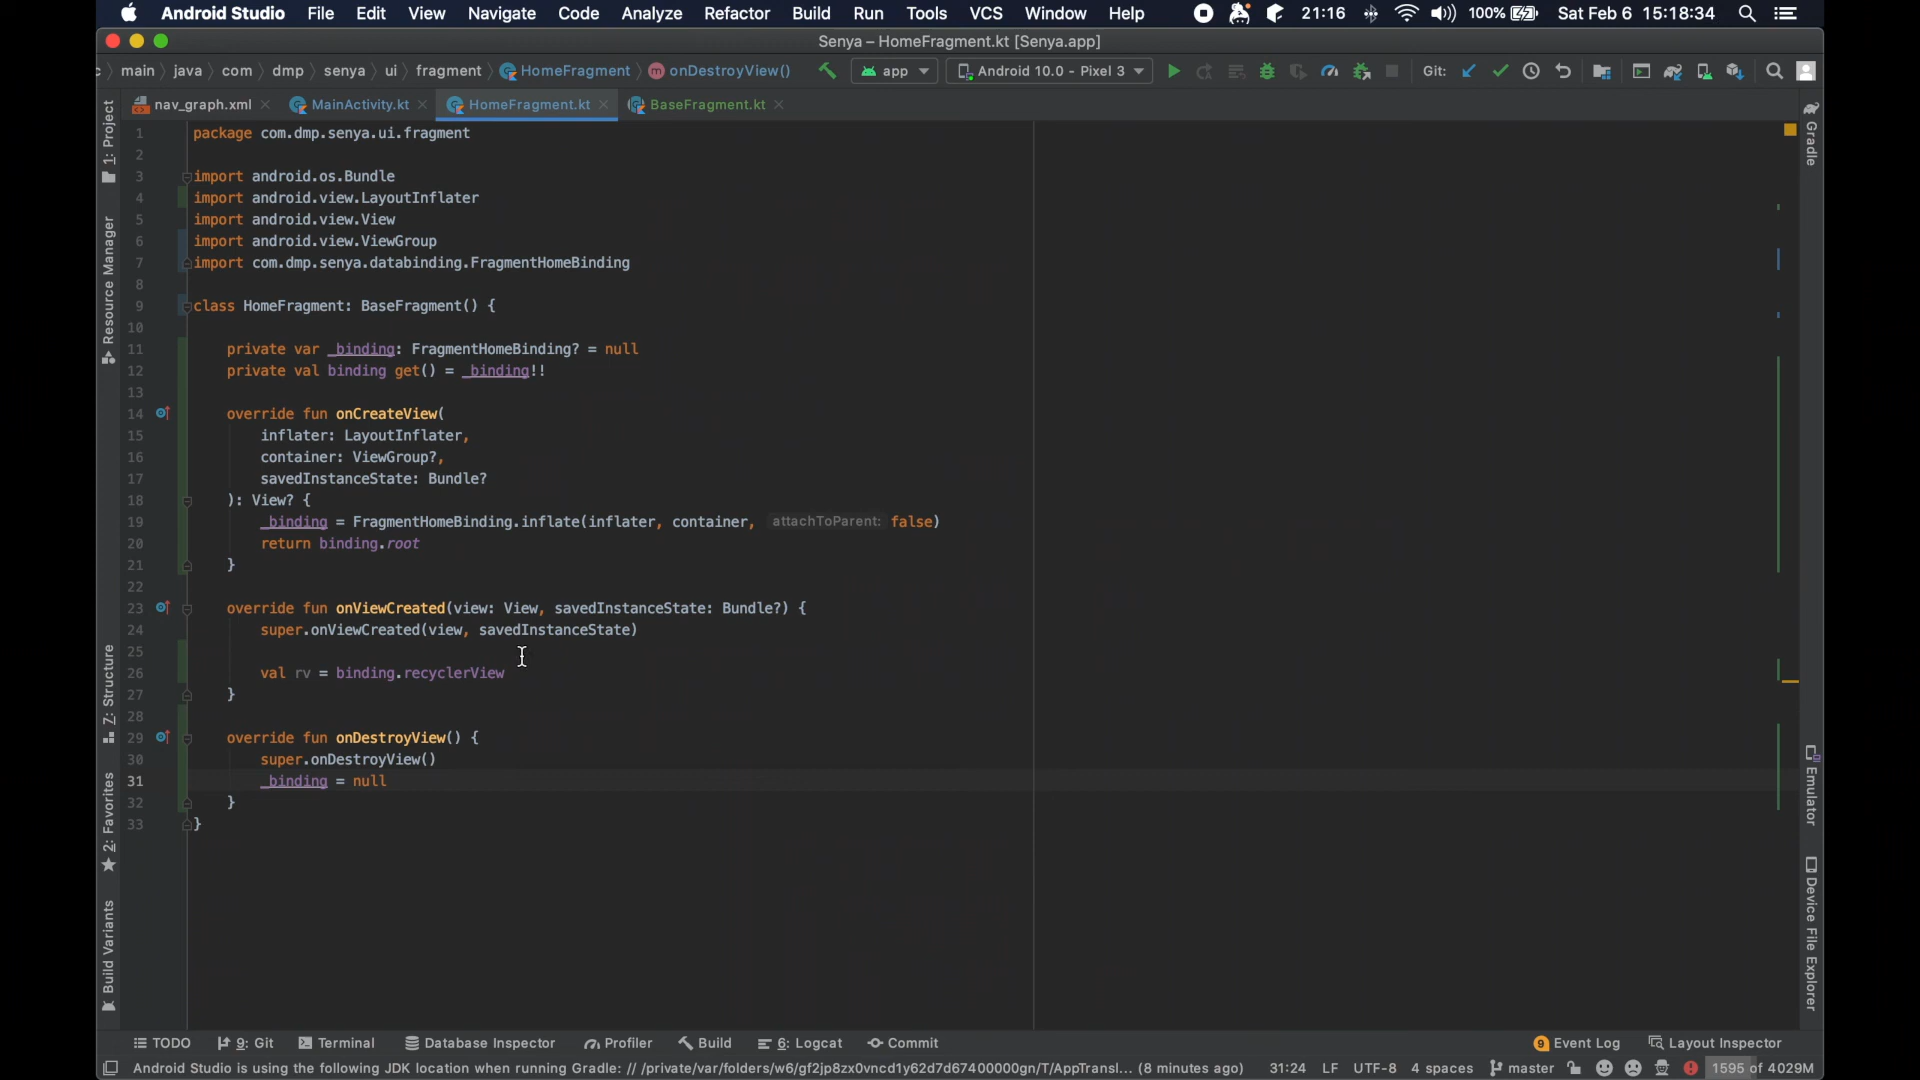 Android Studio File Edit View Navigate Code Analyze Refactor Build Run Tools VCS Window Help 21:16 100% Sat Feb 6 15:18:34
Senya – HomeFragment.kt [Senya.app]
c main java com dmp senya ui fragment HomeFragment onDestroyView() app Android 10.0 - Pixel 3 Git:
nav_graph.xml MainActivity.kt HomeFragment.kt BaseFragment.kt
1: Project
Resource Manager
Z: Structure
2: Favorites
Build Variants
Gradle
Emulator
Device File Explorer
1 package com.dmp.senya.ui.fragment
2
3 import android.os.Bundle
4 import android.view.LayoutInflater
5 import android.view.View
6 import android.view.ViewGroup
7 import com.dmp.senya.databinding.FragmentHomeBinding
8
9 class HomeFragment: BaseFragment() {
10
11 private var _binding: FragmentHomeBinding? = null
12 private val binding get() = _binding!!
13
14 override fun onCreateView(
15 inflater: LayoutInflater,
16 container: ViewGroup?,
17 savedInstanceState: Bundle?
18 ): View? {
19 _binding = FragmentHomeBinding.inflate(inflater, container, attachToParent: false)
20 return binding.root
21 }
22
23 override fun onViewCreated(view: View, savedInstanceState: Bundle?) {
24 super.onViewCreated(view, savedInstanceState)
25
26 val rv = binding.recyclerView
27 }
28
29 override fun onDestroyView() {
30 super.onDestroyView()
31 _binding = null
32 }
33 }
TODO 9: Git Terminal Database Inspector Profiler Build 6: Logcat Commit 9 Event Log Layout Inspector
Android Studio is using the following JDK location when running Gradle: // /private/var/folders/w6/gf2jp8zx0vncd1y62d7d67400000gn/T/AppTransl... (8 minutes ago) 31:24 LF UTF-8 4 spaces master 1595 of 4029M